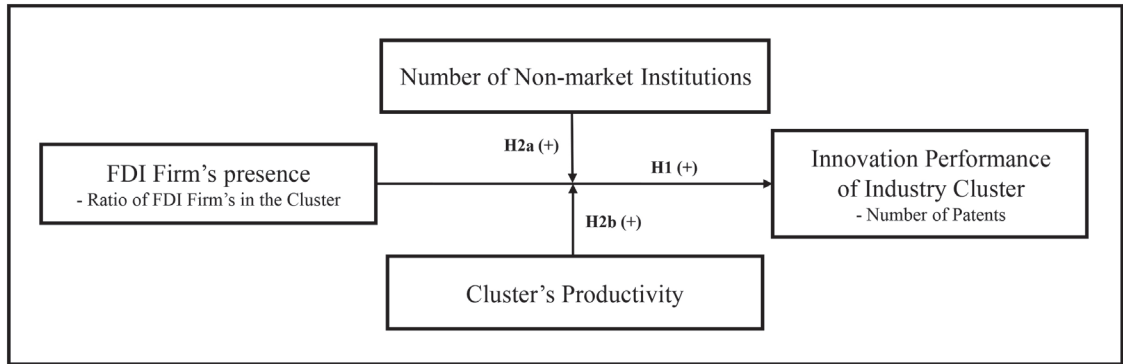 Number of Non-market Institutions
H2a (+)
FDI Firm's presence
- Ratio of FDI Firm's in the Cluster
H1 (+)
Innovation Performance
of Industry Cluster
- Number of Patents
H2b (+)
Cluster's Productivity